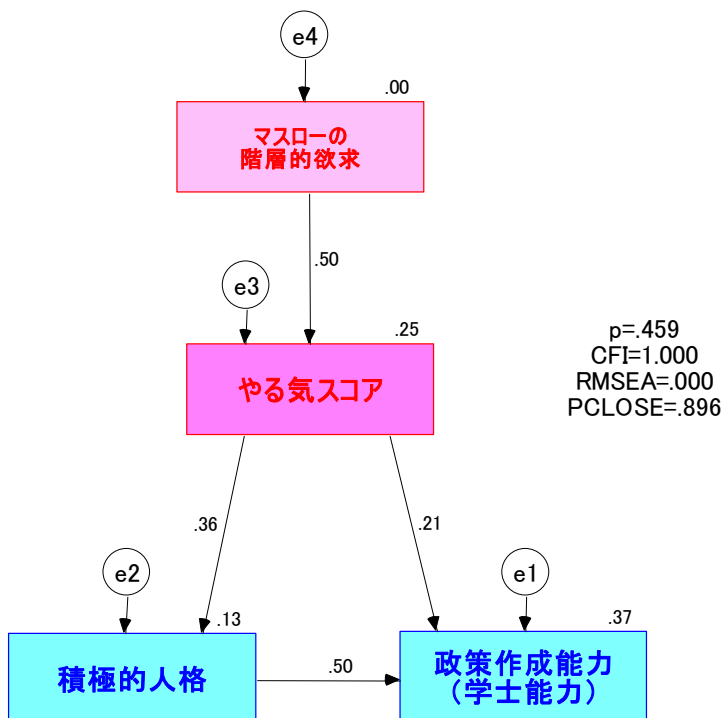 e4
.00
マスローの
階層的欲求
.50
e3
.25
やる気スコア
p=.459
CFI=1.000
RMSEA=.000
PCLOSE=.896
.36
.21
e2
e1
.13
.37
積極的人格
.50
政策作成能力
（学士能力）